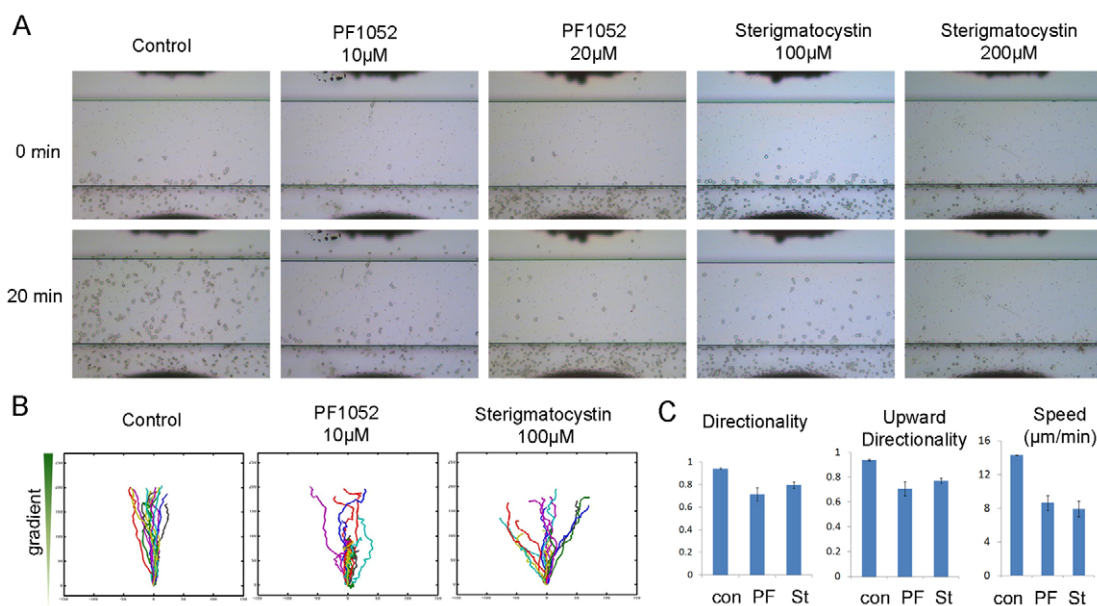 A
Control
PF1052
10µM
PF1052
20µM
Sterigmatocystin
100µM
Sterigmatocystin
200µM
0 min
20 min
B
Control
PF1052
10µM
Sterigmatocystin
100µM
gradient
C
Directionality
1
0.8
0.6
0.4
0.2
0
con PF St
Upward
Directionality
1
0.8
0.6
0.4
0.2
0
con PF St
Speed
(µm/min)
16
12
8
4
0
con PF St